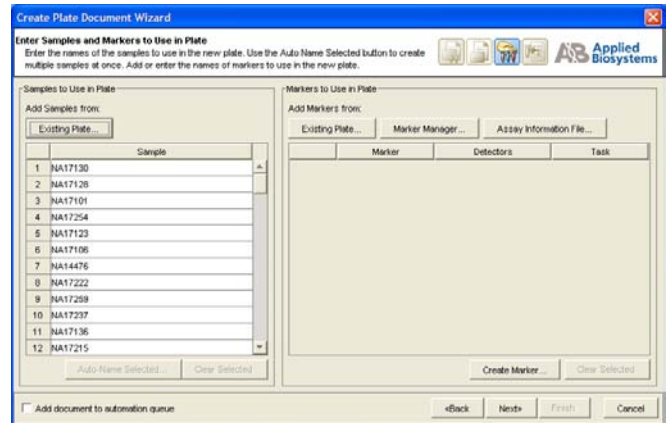 Create Plate Document Wizard
Enter Samples and Markers to Use in Plate
Enter the names of the samples to use in the new plate. Use the Auto Name Selected button to create
multiple samples at once. Add or enter the names of markers to use in the new plate.
AB Applied
Biosystems
Samples to Use in Plate
Add Samples from:
Existing Plate...
Sample
1 NA17130
2 NA17128
3 NA17101
4 NA17254
5 NA17123
6 NA17106
7 NA14476
8 NA17222
9 NA17259
10 NA17237
11 NA17136
12 NA17215
Auto Name Selected... Clear Selected
Markers to Use in Plate
Add Markers from:
Existing Plate... Marker Manager... Assay Information File...
Marker Detectors Task
Create Marker... Clear Selected
Add document to automation queue
<Back Next> Finish Cancel